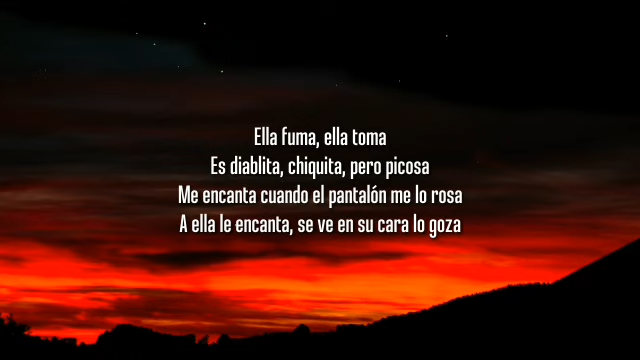 Ella fuma, ella toma
Es diablita, chiquita, pero picosa
Me encanta cuando el pantalón me lo rosa
A ella le encanta, se ve en su cara lo goza